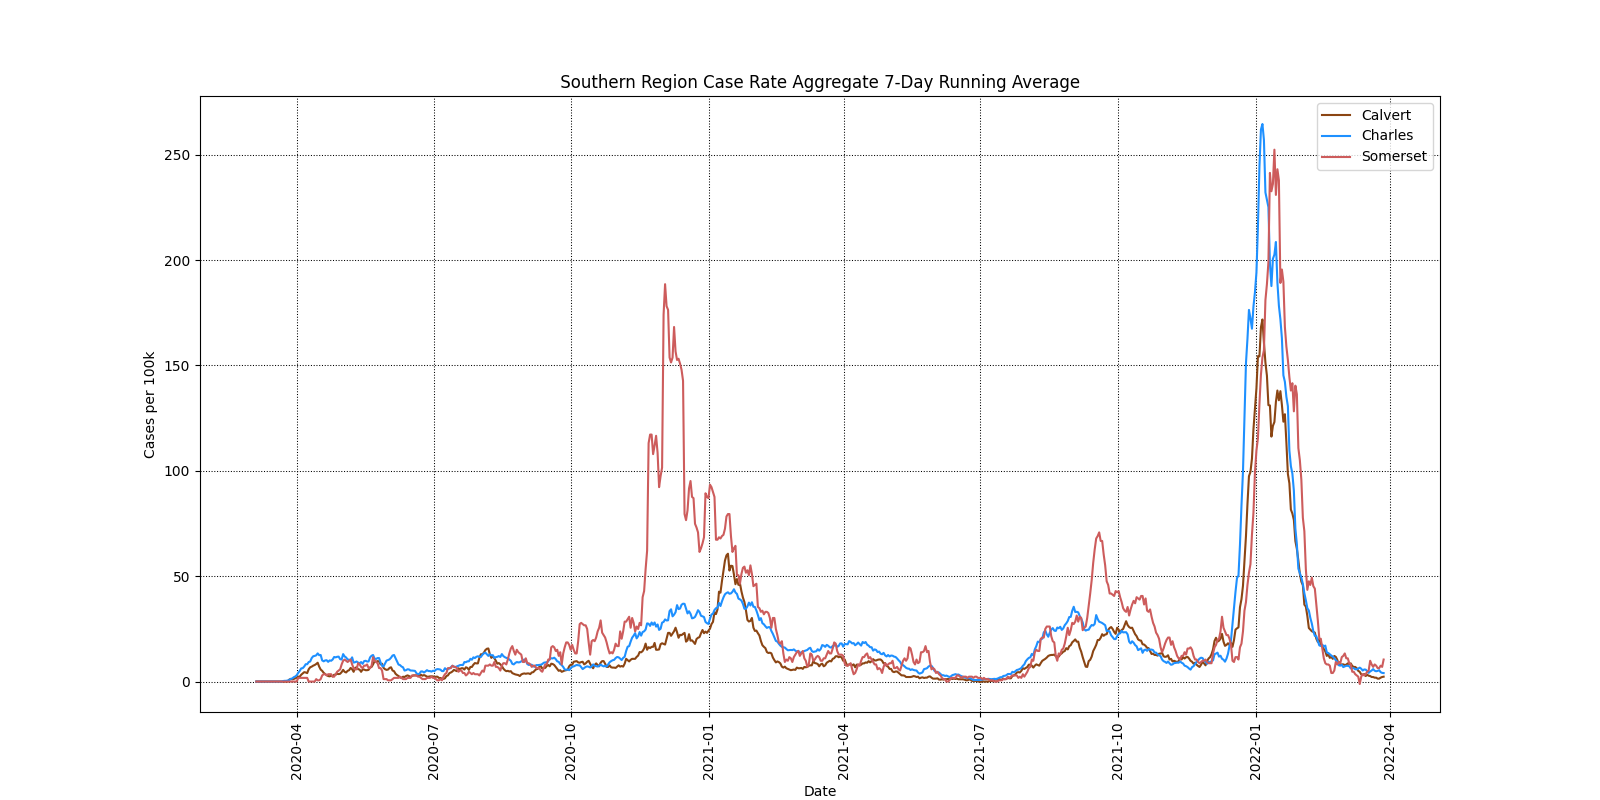 Southern Region Case Rate Aggregate 7-Day Running Average
Calvert
Charles
Somerset
Cases per 100k
250
200
150
100
50
0
2020-04
2020-07
2020-10
2021-01
2021-04
2021-07
2021-10
2022-01
2022-04
Date